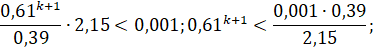 0,61^{k+1}/0,39 · 2,15 < 0,001; 0,61^{k+1} < 0,001 · 0,39/2,15;